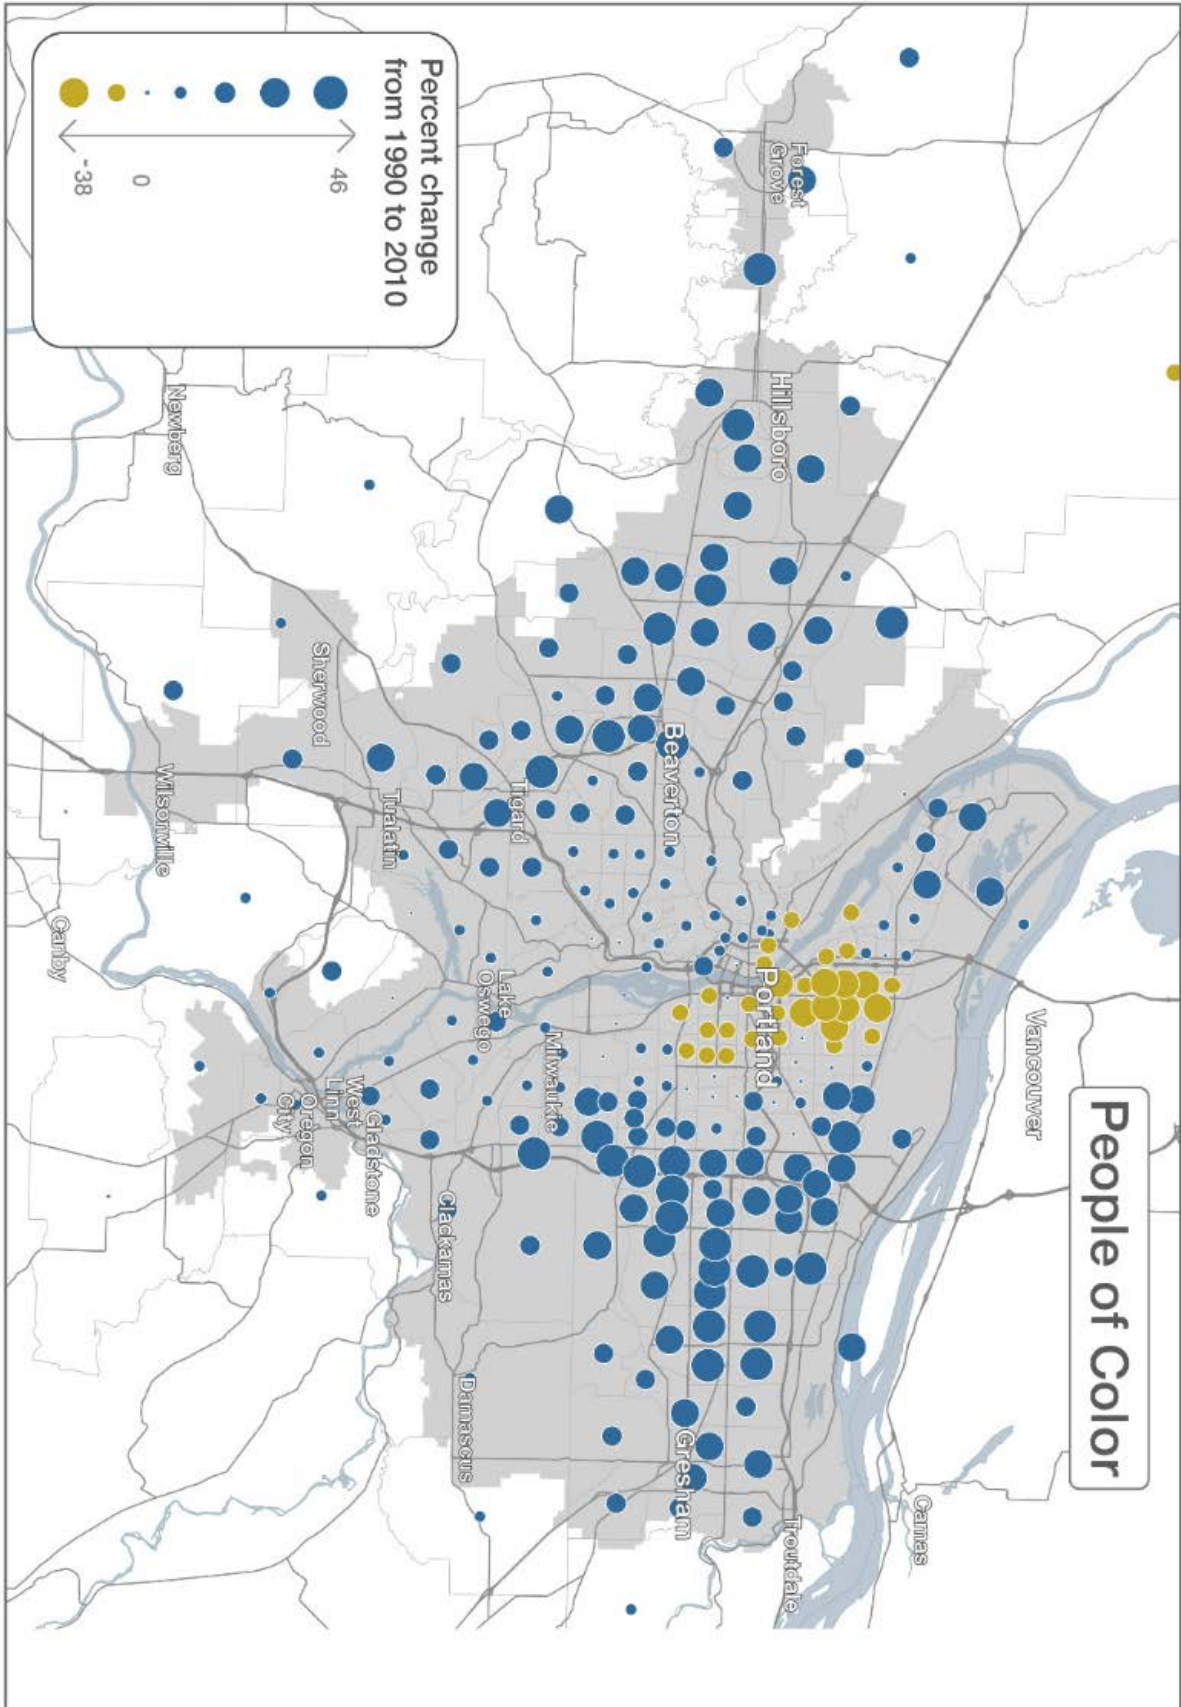 People of Color
Vancouver
Camas
Forest
Grove
Hillsboro
Portland
Troutdale
Beaverton
Gresham
Tigard
Milwaukie
Lake
Oswego
Damascus
Clackamas
Tualatin
Gladstone
West
Linn
Oregon
City
Sherwood
Wilsonville
Newberg
Canby
Percent change
from 1990 to 2010
46
0
-38